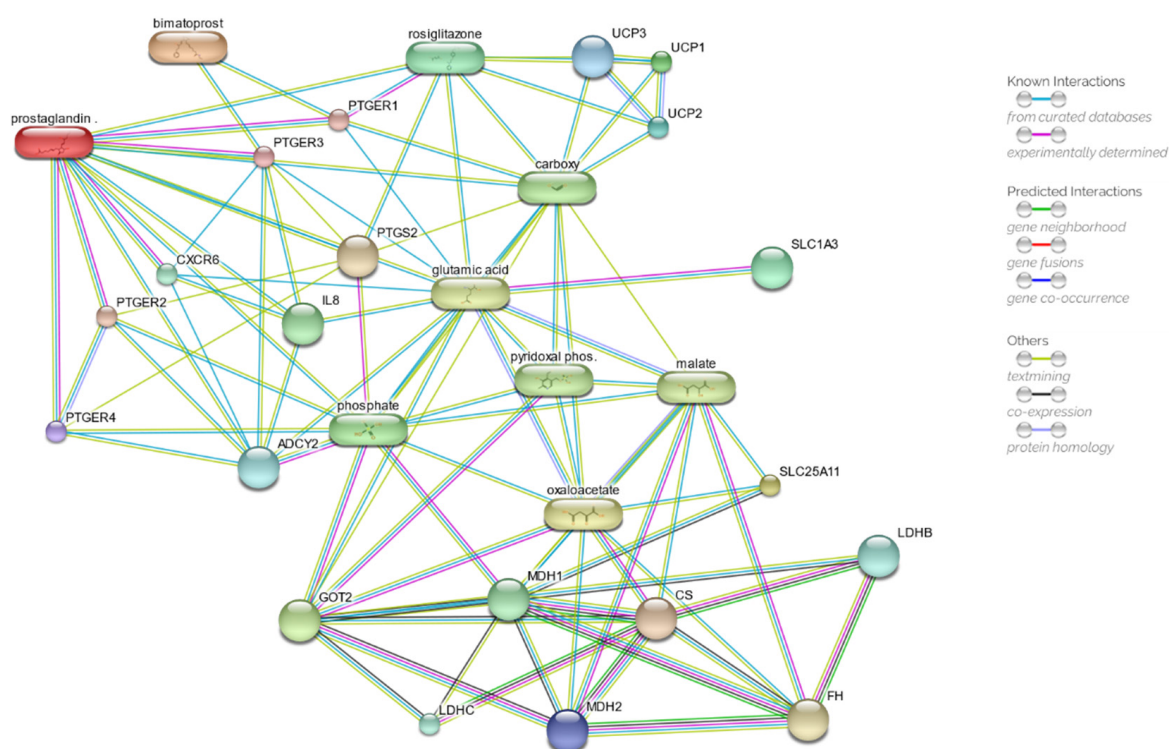 bimatoprost
rosiglitazone
UCP3
UCP1
UCP2
prostaglandin .
PTGER1
PTGER3
carboxy
PTGS2
CXCR6
glutamic acid
SLC1A3
IL8
PTGER2
pyridoxal phos.
malate
PTGER4
phosphate
ADCY2
SLC25A11
oxaloacetate
LDHB
MDH1
CS
GOT2
LDHC
MDH2
FH
Known Interactions
from curated databases
experimentally determined
Predicted Interactions
gene neighborhood
gene fusions
gene co-occurrence
Others
textmining
co-expression
protein homology